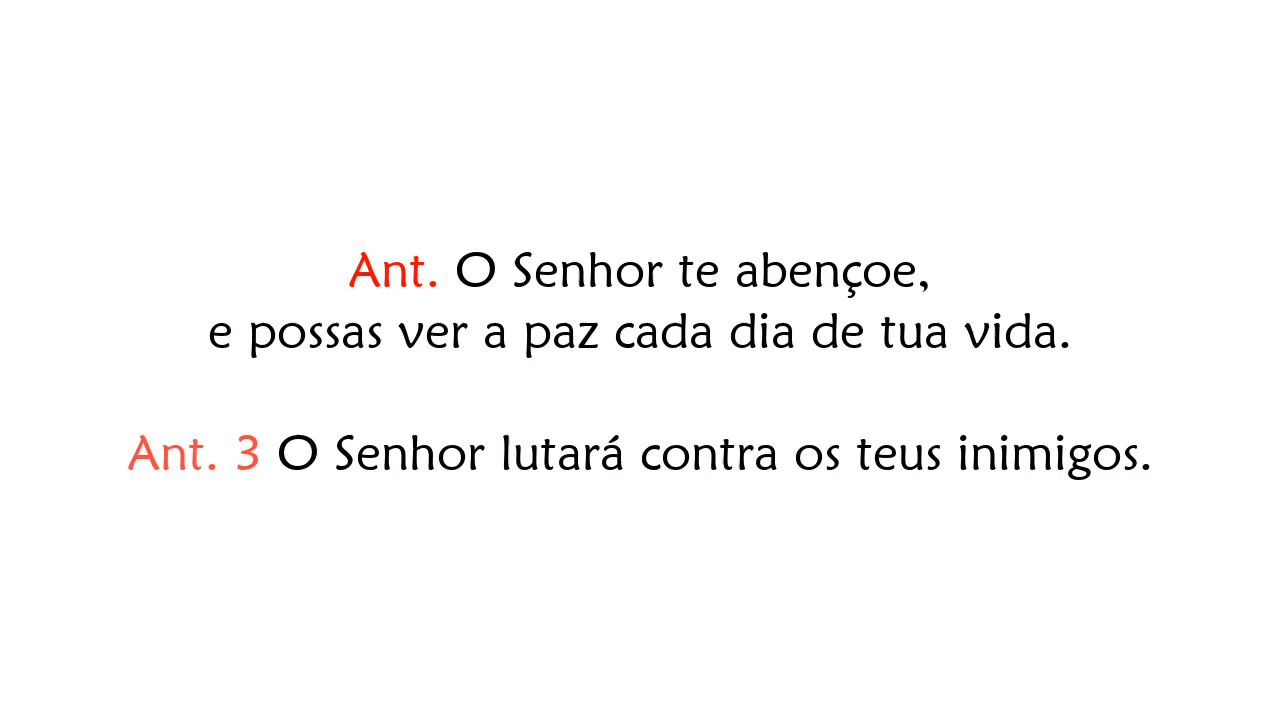 Ant. O Senhor te abençoe,
e possas ver a paz cada dia de tua vida.
Ant. 3 O Senhor lutará contra os teus inimigos.